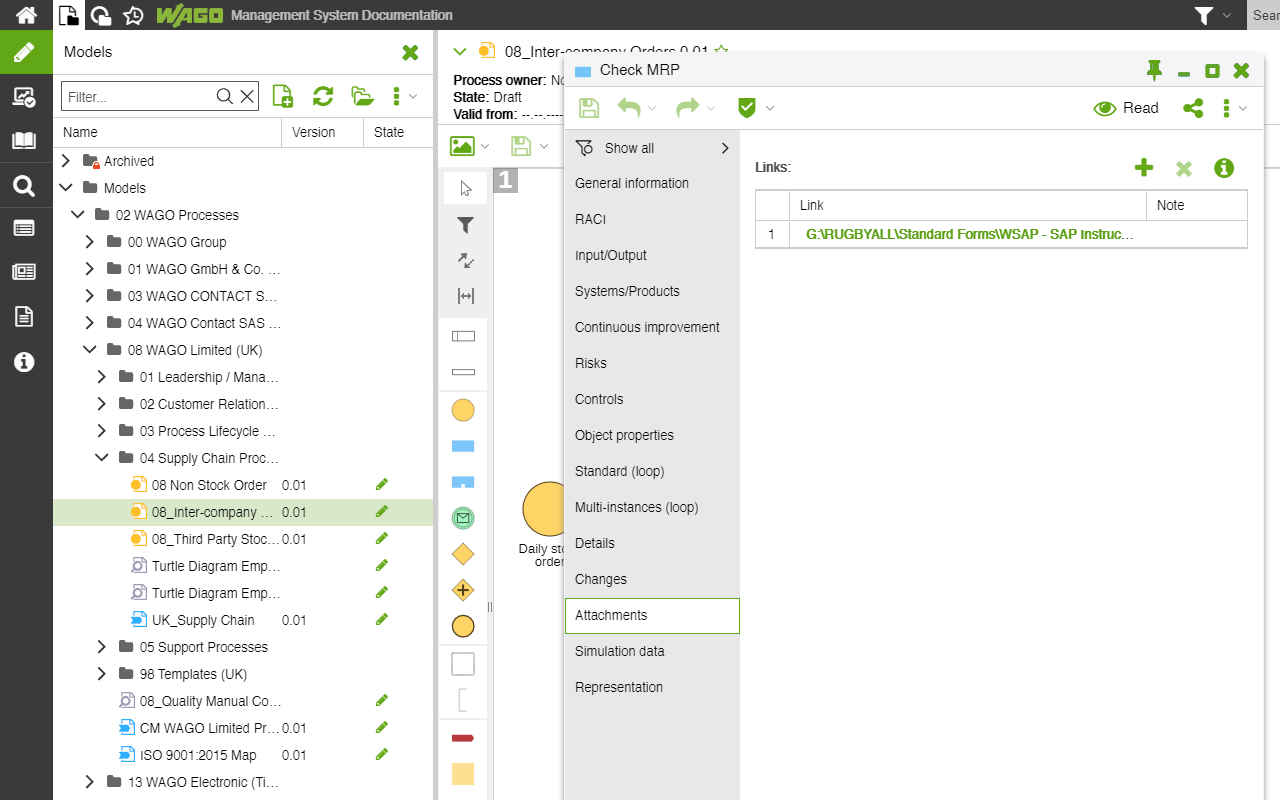 WAGO Management System Documentation
Sear
Models
Filter...
Name Version State
Archived
Models
02 WAGO Processes
00 WAGO Group
01 WAGO GmbH & Co. ...
03 WAGO CONTACT S...
04 WAGO Contact SAS ...
08 WAGO Limited (UK)
01 Leadership / Mana...
02 Customer Relation...
03 Process Lifecycle ...
04 Supply Chain Proc...
08 Non Stock Order 0.01
08_Inter-company ... 0.01
08_Third Party Stoc... 0.01
Turtle Diagram Emp...
Turtle Diagram Emp...
UK_Supply Chain 0.01
05 Support Processes
98 Templates (UK)
08_Quality Manual Co...
CM WAGO Limited Pr... 0.01
ISO 9001:2015 Map 0.01
13 WAGO Electronic (Ti...
08_Inter-company Orders 0.01
Process owner: No
State: Draft
Valid from: --.--.----
1
Daily sto
order
Check MRP
Read
Show all
General information
RACI
Input/Output
Systems/Products
Continuous improvement
Risks
Controls
Object properties
Standard (loop)
Multi-instances (loop)
Details
Changes
Attachments
Simulation data
Representation
Links:
Link Note
1 G:\RUGBYALL\Standard Forms\WSAP - SAP Instruc...